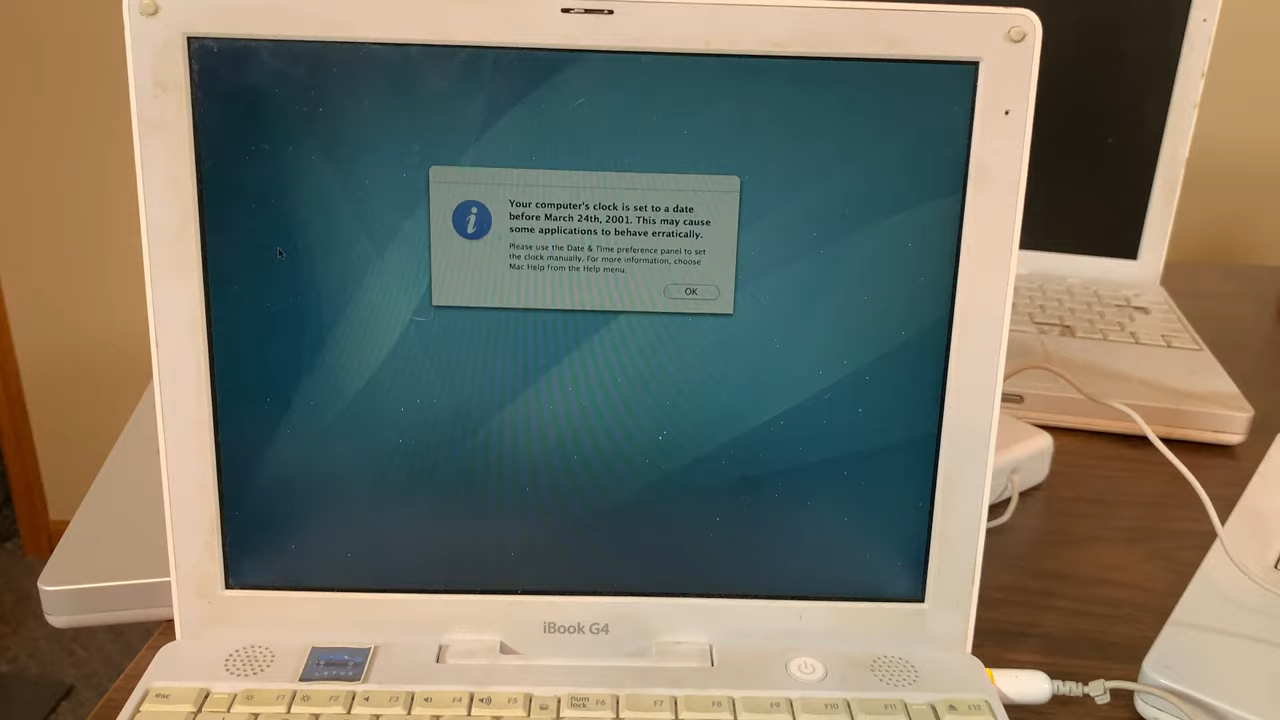 Your computer's clock is set to a date
before March 24th, 2001. This may cause
some applications to behave erratically.
Please use the Date & Time preference panel to set
the clock manually. For more information, choose
Mac Help from the Help menu.
OK
iBook G4
LOTUS
esc
F1
F2
F3
F4
F5
num
lock F6
F7
F8
F9
F10
F11
F12